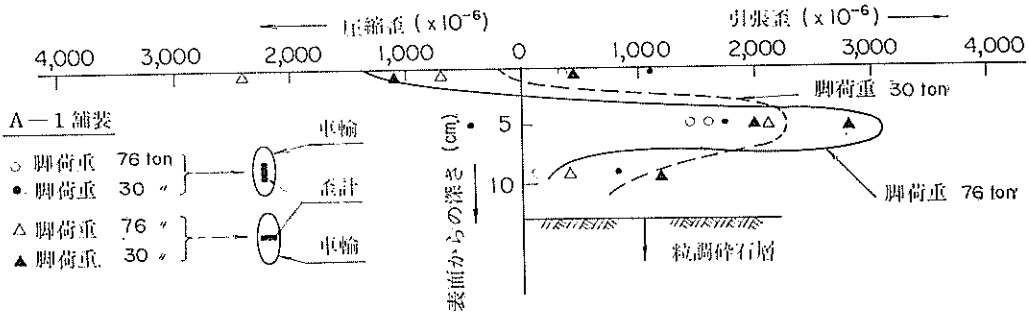 圧縮歪 (×10⁻⁶)
引張歪 (×10⁻⁶)
4,000 3,000 2,000 1,000 0 1,000 2,000 3,000 4,000
脚荷重 30 ton
A-1 舗装
○ 脚荷重 76 ton
● 脚荷重 30 〃
△ 脚荷重 76 〃
▲ 脚荷重 30 〃
車輪
歪計
車輪
表面からの深さ (cm)
5
10
脚荷重 76 ton
粒調砕石層